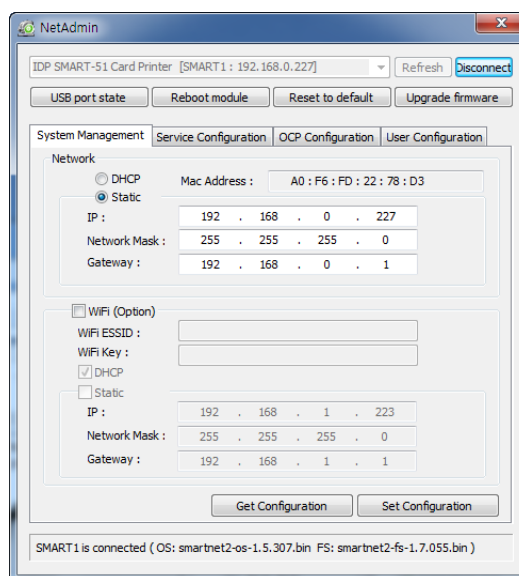 NetAdmin
IDP SMART-51 Card Printer [SMART1 : 192.168.0.227] Refresh Disconnect
USB port state Reboot module Reset to default Upgrade firmware
System Management Service Configuration OCP Configuration User Configuration
Network
DHCP Mac Address : A0 : F6 : FD : 22 : 78 : D3
Static
IP : 192 . 168 . 0 . 227
Network Mask : 255 . 255 . 255 . 0
Gateway : 192 . 168 . 0 . 1
WiFi (Option)
WiFi ESSID :
WiFi Key :
DHCP
Static
IP : 192 . 168 . 1 . 223
Network Mask : 255 . 255 . 255 . 0
Gateway : 192 . 168 . 1 . 1
Get Configuration Set Configuration
SMART1 is connected ( OS: smartnet2-os-1.5.307.bin FS: smartnet2-fs-1.7.055.bin )